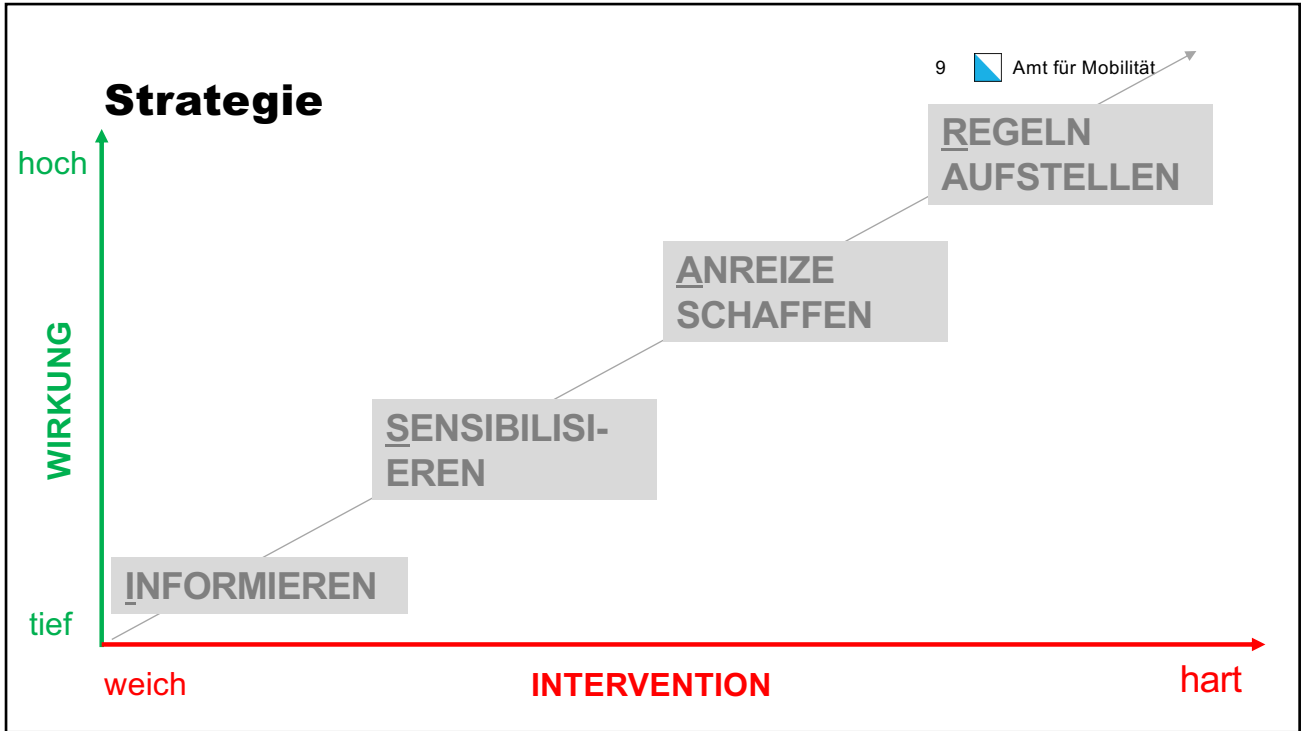 9 Amt für Mobilität
Strategie
hoch
REGELN
AUFSTELLEN
ANREIZE
SCHAFFEN
WIRKUNG
SENSIBILISI-
EREN
INFORMIEREN
tief
weich
INTERVENTION
hart